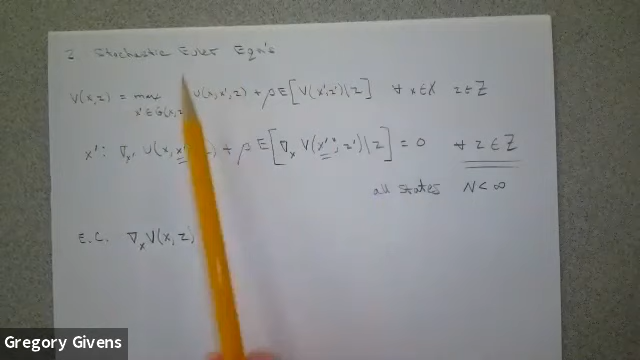 2 Stochastic Euler Eqn's
V(x,z) = max U(x,x',z) + β E[V(x',z')|z] ∀ x∈X z∈Z
x'∈G(x,z
x': ∇x' U(x,x' z) + β E[∇x V(x',z')|z] = 0 ∀ z∈Z
all states N<∞
E.C. ∇x V(x,z)
Gregory Givens